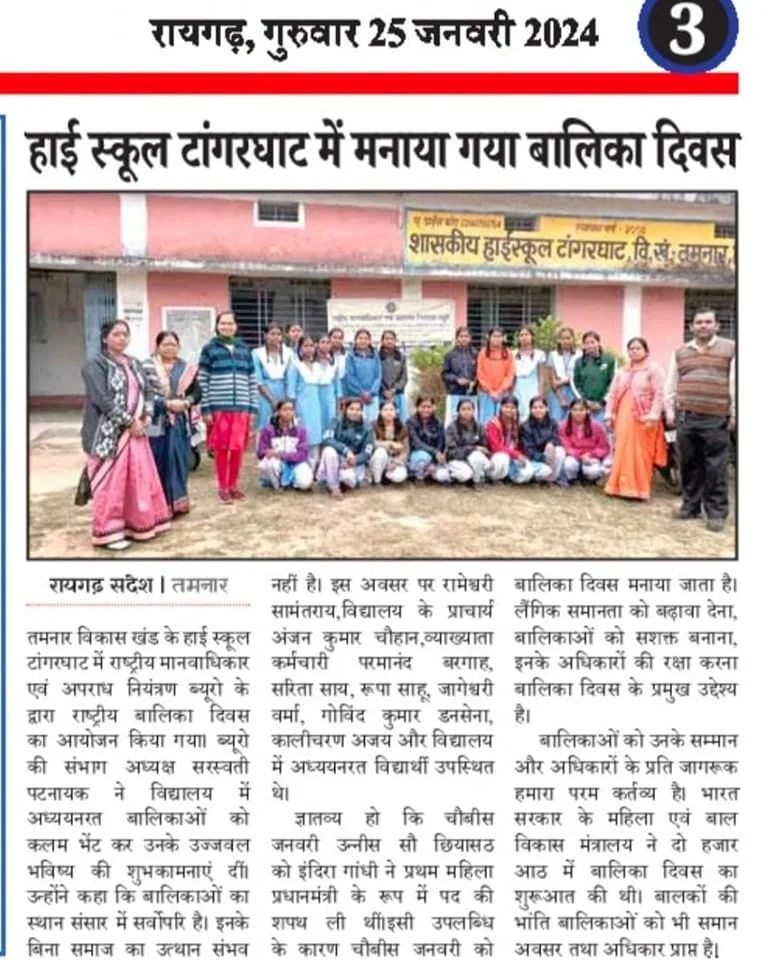 रायगढ़, गुरुवार 25 जनवरी 2024
3
हाई स्कूल टांगरघाट में मनाया गया बालिका दिवस
शासकीय हाईस्कूल टांगरघाट, वि.खं. तमनार,
रायगढ़ संदेश | तमनार
तमनार विकास खंड के हाई स्कूल
टांगरघाट में राष्ट्रीय मानवाधिकार
एवं अपराध नियंत्रण ब्यूरो के
द्वारा राष्ट्रीय बालिका दिवस
का आयोजन किया गया। ब्यूरो
की संभाग अध्यक्ष सरस्वती
पटनायक ने विद्यालय में
अध्ययनरत बालिकाओं को
कलम भेंट कर उनके उज्जवल
भविष्य की शुभकामनाएं दीं।
उन्होंने कहा कि बालिकाओं का
स्थान संसार में सर्वोपरि है। इनके
बिना समाज का उत्थान संभव
नहीं है। इस अवसर पर रामेश्वरी
सामंतराय,विद्यालय के प्राचार्य
अंजन कुमार चौहान,व्याख्याता
कर्मचारी परमानंद बरगाह,
सरिता साय, रूपा साहू, जागेश्वरी
वर्मा, गोविंद कुमार डनसेना,
कालीचरण अजय और विद्यालय
में अध्ययनरत विद्यार्थी उपस्थित
थे।
ज्ञातव्य हो कि चौबीस
जनवरी उन्नीस सौ छियासठ
को इंदिरा गांधी ने प्रथम महिला
प्रधानमंत्री के रूप में पद की
शपथ ली थीं।इसी उपलब्धि
के कारण चौबीस जनवरी को
बालिका दिवस मनाया जाता है।
लैंगिक समानता को बढ़ावा देना,
बालिकाओं को सशक्त बनाना,
इनके अधिकारों की रक्षा करना
बालिका दिवस के प्रमुख उद्देश्य
है।
बालिकाओं को उनके सम्मान
और अधिकारों के प्रति जागरूक
हमारा परम कर्तव्य है। भारत
सरकार के महिला एवं बाल
विकास मंत्रालय ने दो हजार
आठ में बालिका दिवस का
शुरूआत की थी। बालकों की
भांति बालिकाओं को भी समान
अवसर तथा अधिकार प्राप्त है।